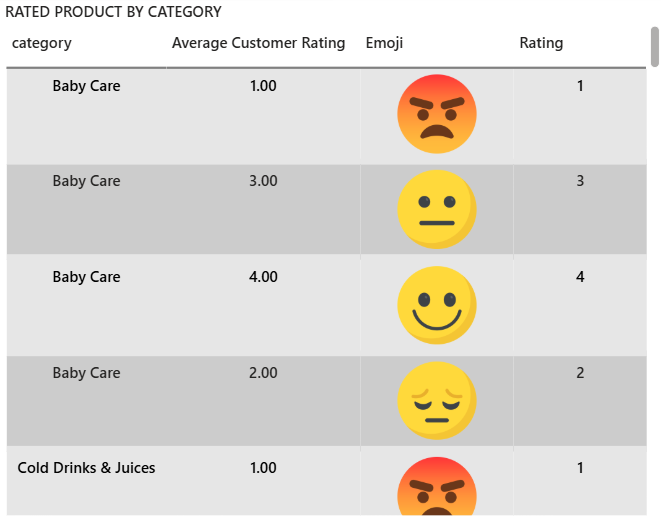 RATED PRODUCT BY CATEGORY
category Average Customer Rating Emoji Rating
Baby Care 1.00 1
Baby Care 3.00 3
Baby Care 4.00 4
Baby Care 2.00 2
Cold Drinks & Juices 1.00 1